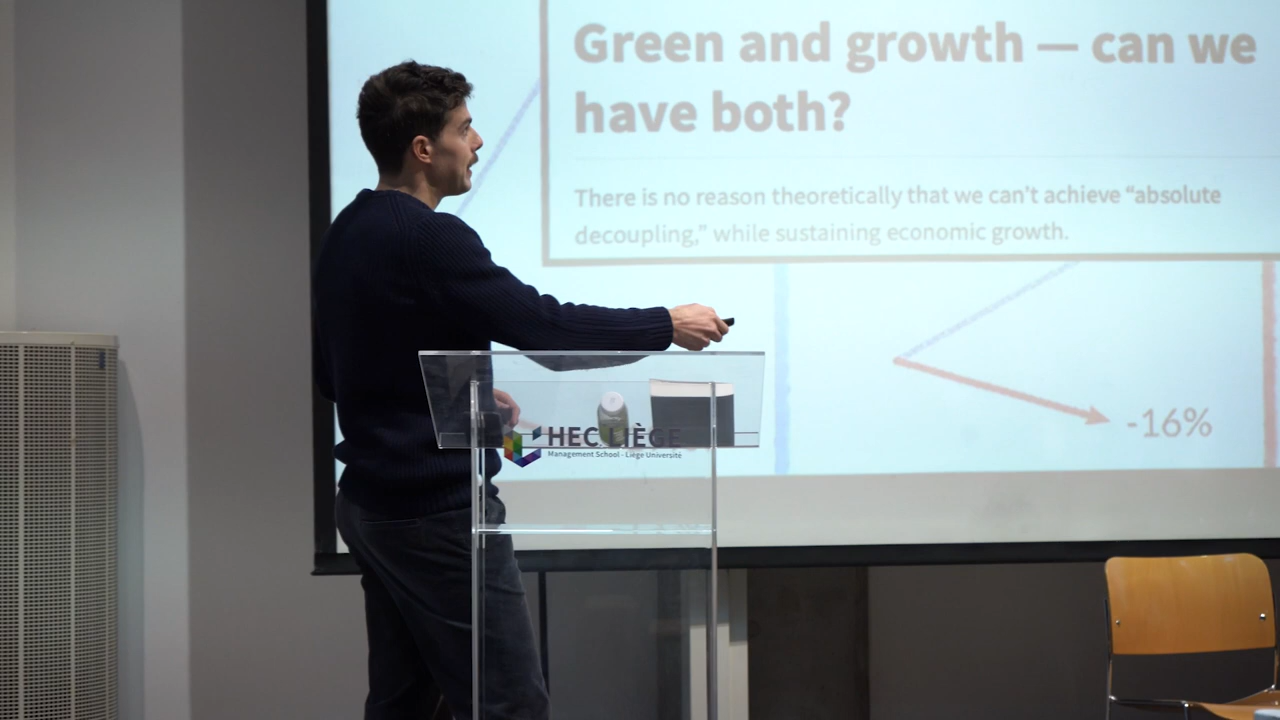 Green and growth — can we
have both?
There is no reason theoretically that we can't achieve “absolute
decoupling,” while sustaining economic growth.
-16%
HEC LIÈGE
Management School - Liège Université